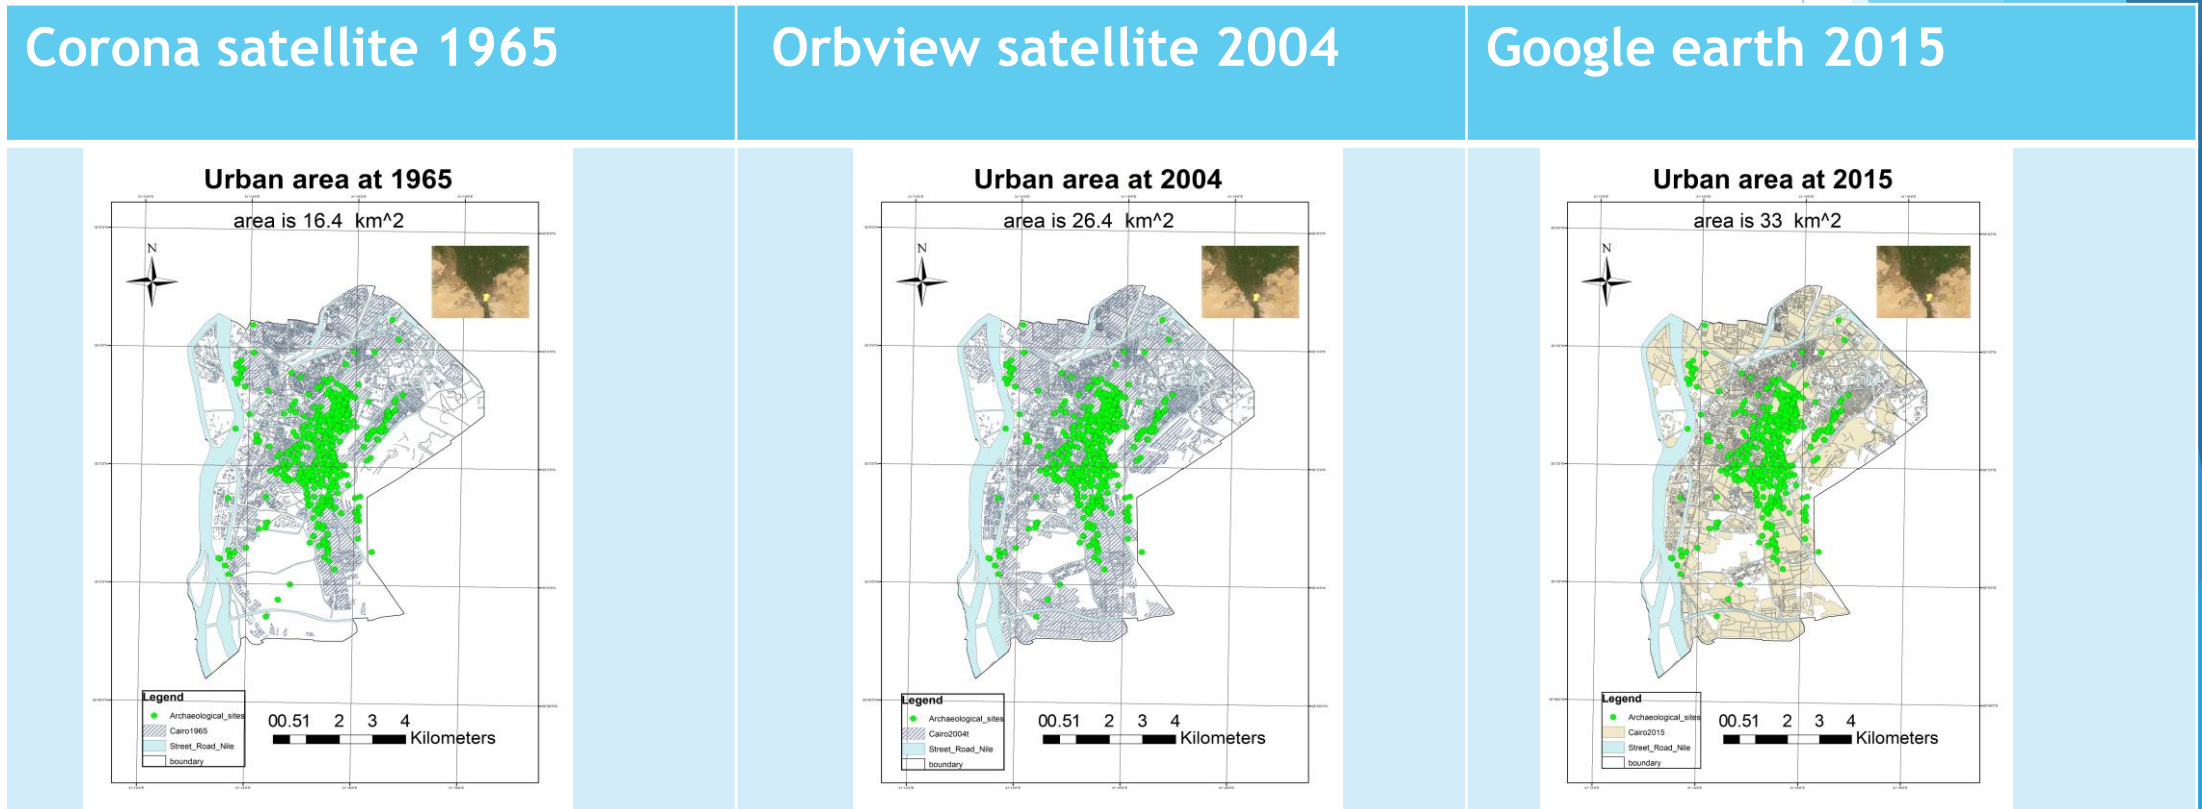 Corona satellite 1965
Orbview satellite 2004
Google earth 2015
Urban area at 1965
area is 16.4 km^2
N
Legend
Archaeological_sites
Cairo1965
Street_Road_Nile
boundary
00.51 2 3 4
Kilometers
Urban area at 2004
area is 26.4 km^2
N
Legend
Archaeological_sites
Cairo2004t
Street_Road_Nile
boundary
00.51 2 3 4
Kilometers
Urban area at 2015
area is 33 km^2
N
Legend
Archaeological_sites
Cairo2015
Street_Road_Nile
boundary
00.51 2 3 4
Kilometers